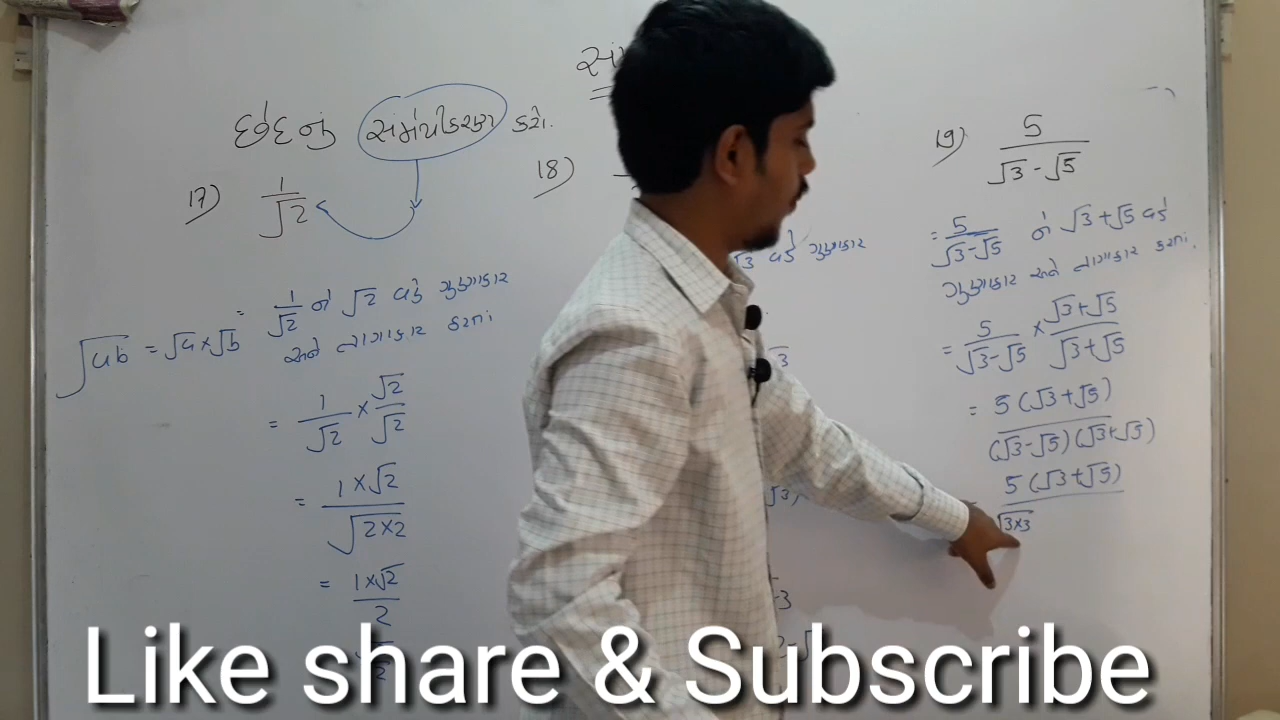 છેદનું સંમેયીકરણ કરો.
17) 1/√2
= 1/√2 ને √2 વડે ગુણાકાર
અને ભાગાકાર કરતાં
√ab = √a×√b
= 1/√2 × √2/√2
= 1×√2/√2×2
= 1×√2/2
18)
√3 વડે ગુણાકાર
19) 5/√3-√5
= 5/√3-√5 ને √3+√5 વડે
ગુણાકાર અને ભાગાકાર કરતાં.
= 5/√3-√5 × √3+√5/√3+√5
= 5(√3+√5)/(√3-√5)(√3+√5)
5(√3+√5)/√3×3
Like share & Subscribe